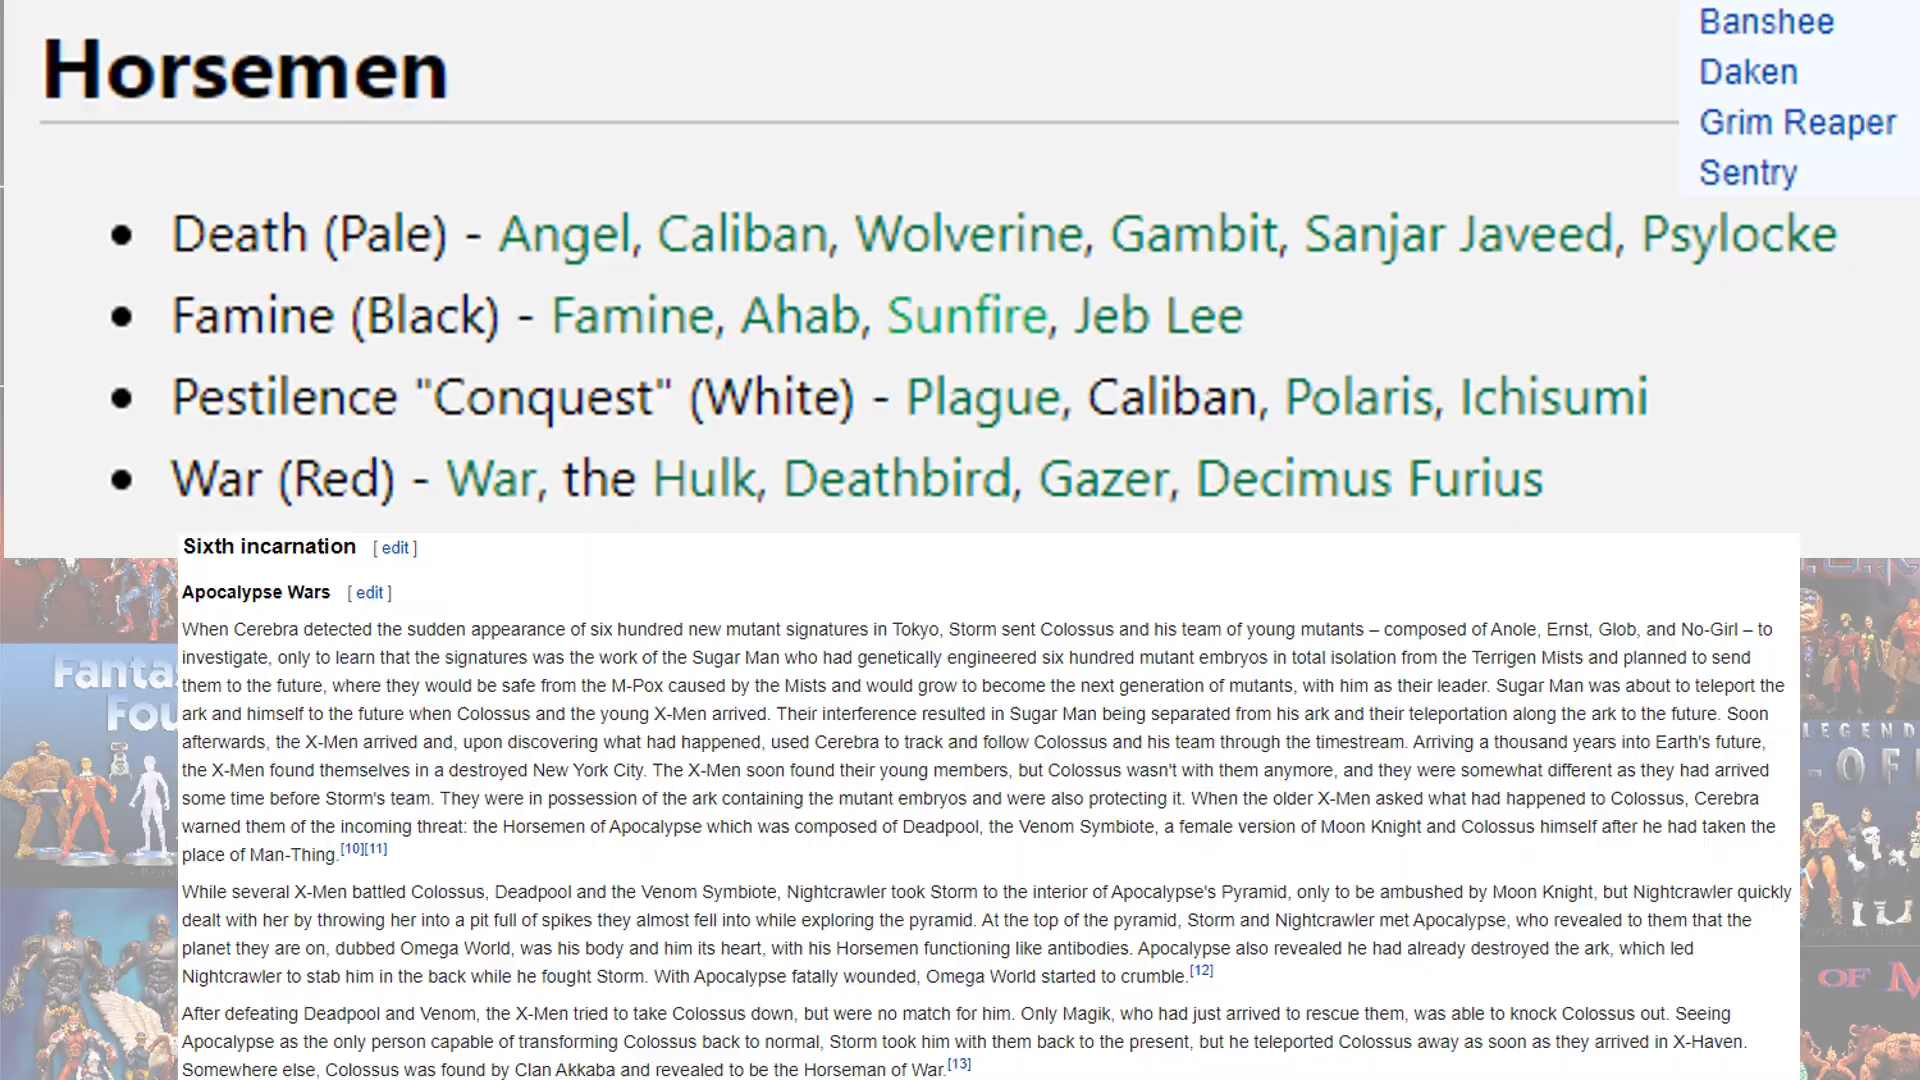 Horsemen
Banshee
Daken
Grim Reaper
Sentry
• Death (Pale) - Angel, Caliban, Wolverine, Gambit, Sanjar Javeed, Psylocke
• Famine (Black) - Famine, Ahab, Sunfire, Jeb Lee
• Pestilence "Conquest" (White) - Plague, Caliban, Polaris, Ichisumi
• War (Red) - War, the Hulk, Deathbird, Gazer, Decimus Furius
Sixth incarnation [ edit ]
Apocalypse Wars [ edit ]
When Cerebra detected the sudden appearance of six hundred new mutant signatures in Tokyo, Storm sent Colossus and his team of young mutants – composed of Anole, Ernst, Glob, and No-Girl – to
investigate, only to learn that the signatures was the work of the Sugar Man who had genetically engineered six hundred mutant embryos in total isolation from the Terrigen Mists and planned to send
them to the future, where they would be safe from the M-Pox caused by the Mists and would grow to become the next generation of mutants, with him as their leader. Sugar Man was about to teleport the
ark and himself to the future when Colossus and the young X-Men arrived. Their interference resulted in Sugar Man being separated from his ark and their teleportation along the ark to the future. Soon
afterwards, the X-Men arrived and, upon discovering what had happened, used Cerebra to track and follow Colossus and his team through the timestream. Arriving a thousand years into Earth's future,
the X-Men found themselves in a destroyed New York City. The X-Men soon found their young members, but Colossus wasn't with them anymore, and they were somewhat different as they had arrived
some time before Storm's team. They were in possession of the ark containing the mutant embryos and were also protecting it. When the older X-Men asked what had happened to Colossus, Cerebra
warned them of the incoming threat: the Horsemen of Apocalypse which was composed of Deadpool, the Venom Symbiote, a female version of Moon Knight and Colossus himself after he had taken the
place of Man-Thing.[10][11]
While several X-Men battled Colossus, Deadpool and the Venom Symbiote, Nightcrawler took Storm to the interior of Apocalypse's Pyramid, only to be ambushed by Moon Knight, but Nightcrawler quickly
dealt with her by throwing her into a pit full of spikes they almost fell into while exploring the pyramid. At the top of the pyramid, Storm and Nightcrawler met Apocalypse, who revealed to them that the
planet they are on, dubbed Omega World, was his body and him its heart, with his Horsemen functioning like antibodies. Apocalypse also revealed he had already destroyed the ark, which led
Nightcrawler to stab him in the back while he fought Storm. With Apocalypse fatally wounded, Omega World started to crumble.[12]
After defeating Deadpool and Venom, the X-Men tried to take Colossus down, but were no match for him. Only Magik, who had just arrived to rescue them, was able to knock Colossus out. Seeing
Apocalypse as the only person capable of transforming Colossus back to normal, Storm took him with them back to the present, but he teleported Colossus away as soon as they arrived in X-Haven.
Somewhere else, Colossus was found by Clan Akkaba and revealed to be the Horseman of War.[13]
Fanta
Fou
LEGEND
-OFF
OF M